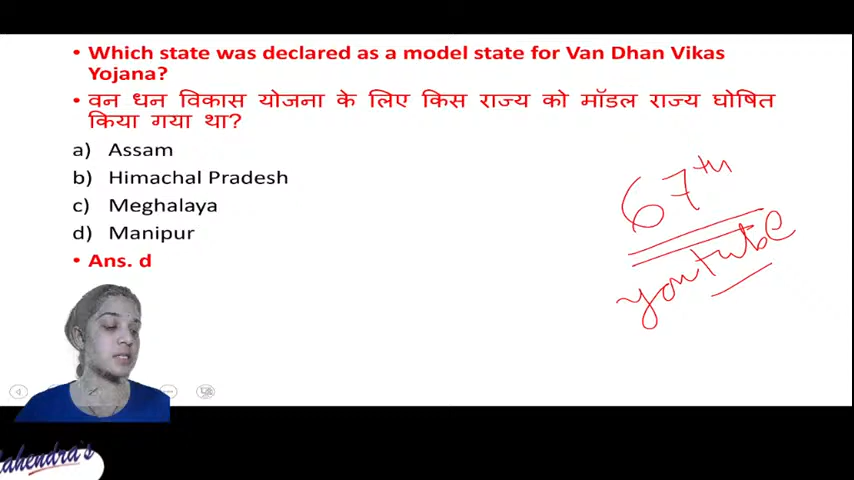 • Which state was declared as a model state for Van Dhan Vikas
Yojana?
• वन धन विकास योजना के लिए किस राज्य को मॉडल राज्य घोषित
किया गया था?
a) Assam
b) Himachal Pradesh
c) Meghalaya
d) Manipur
• Ans. d
67th
youtube
ahendra's